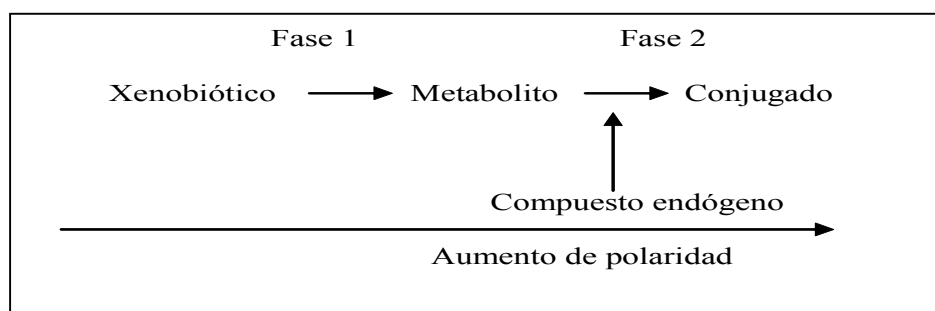 Fase 1 Fase 2
Xenobiótico Metabolito Conjugado
Compuesto endógeno
Aumento de polaridad